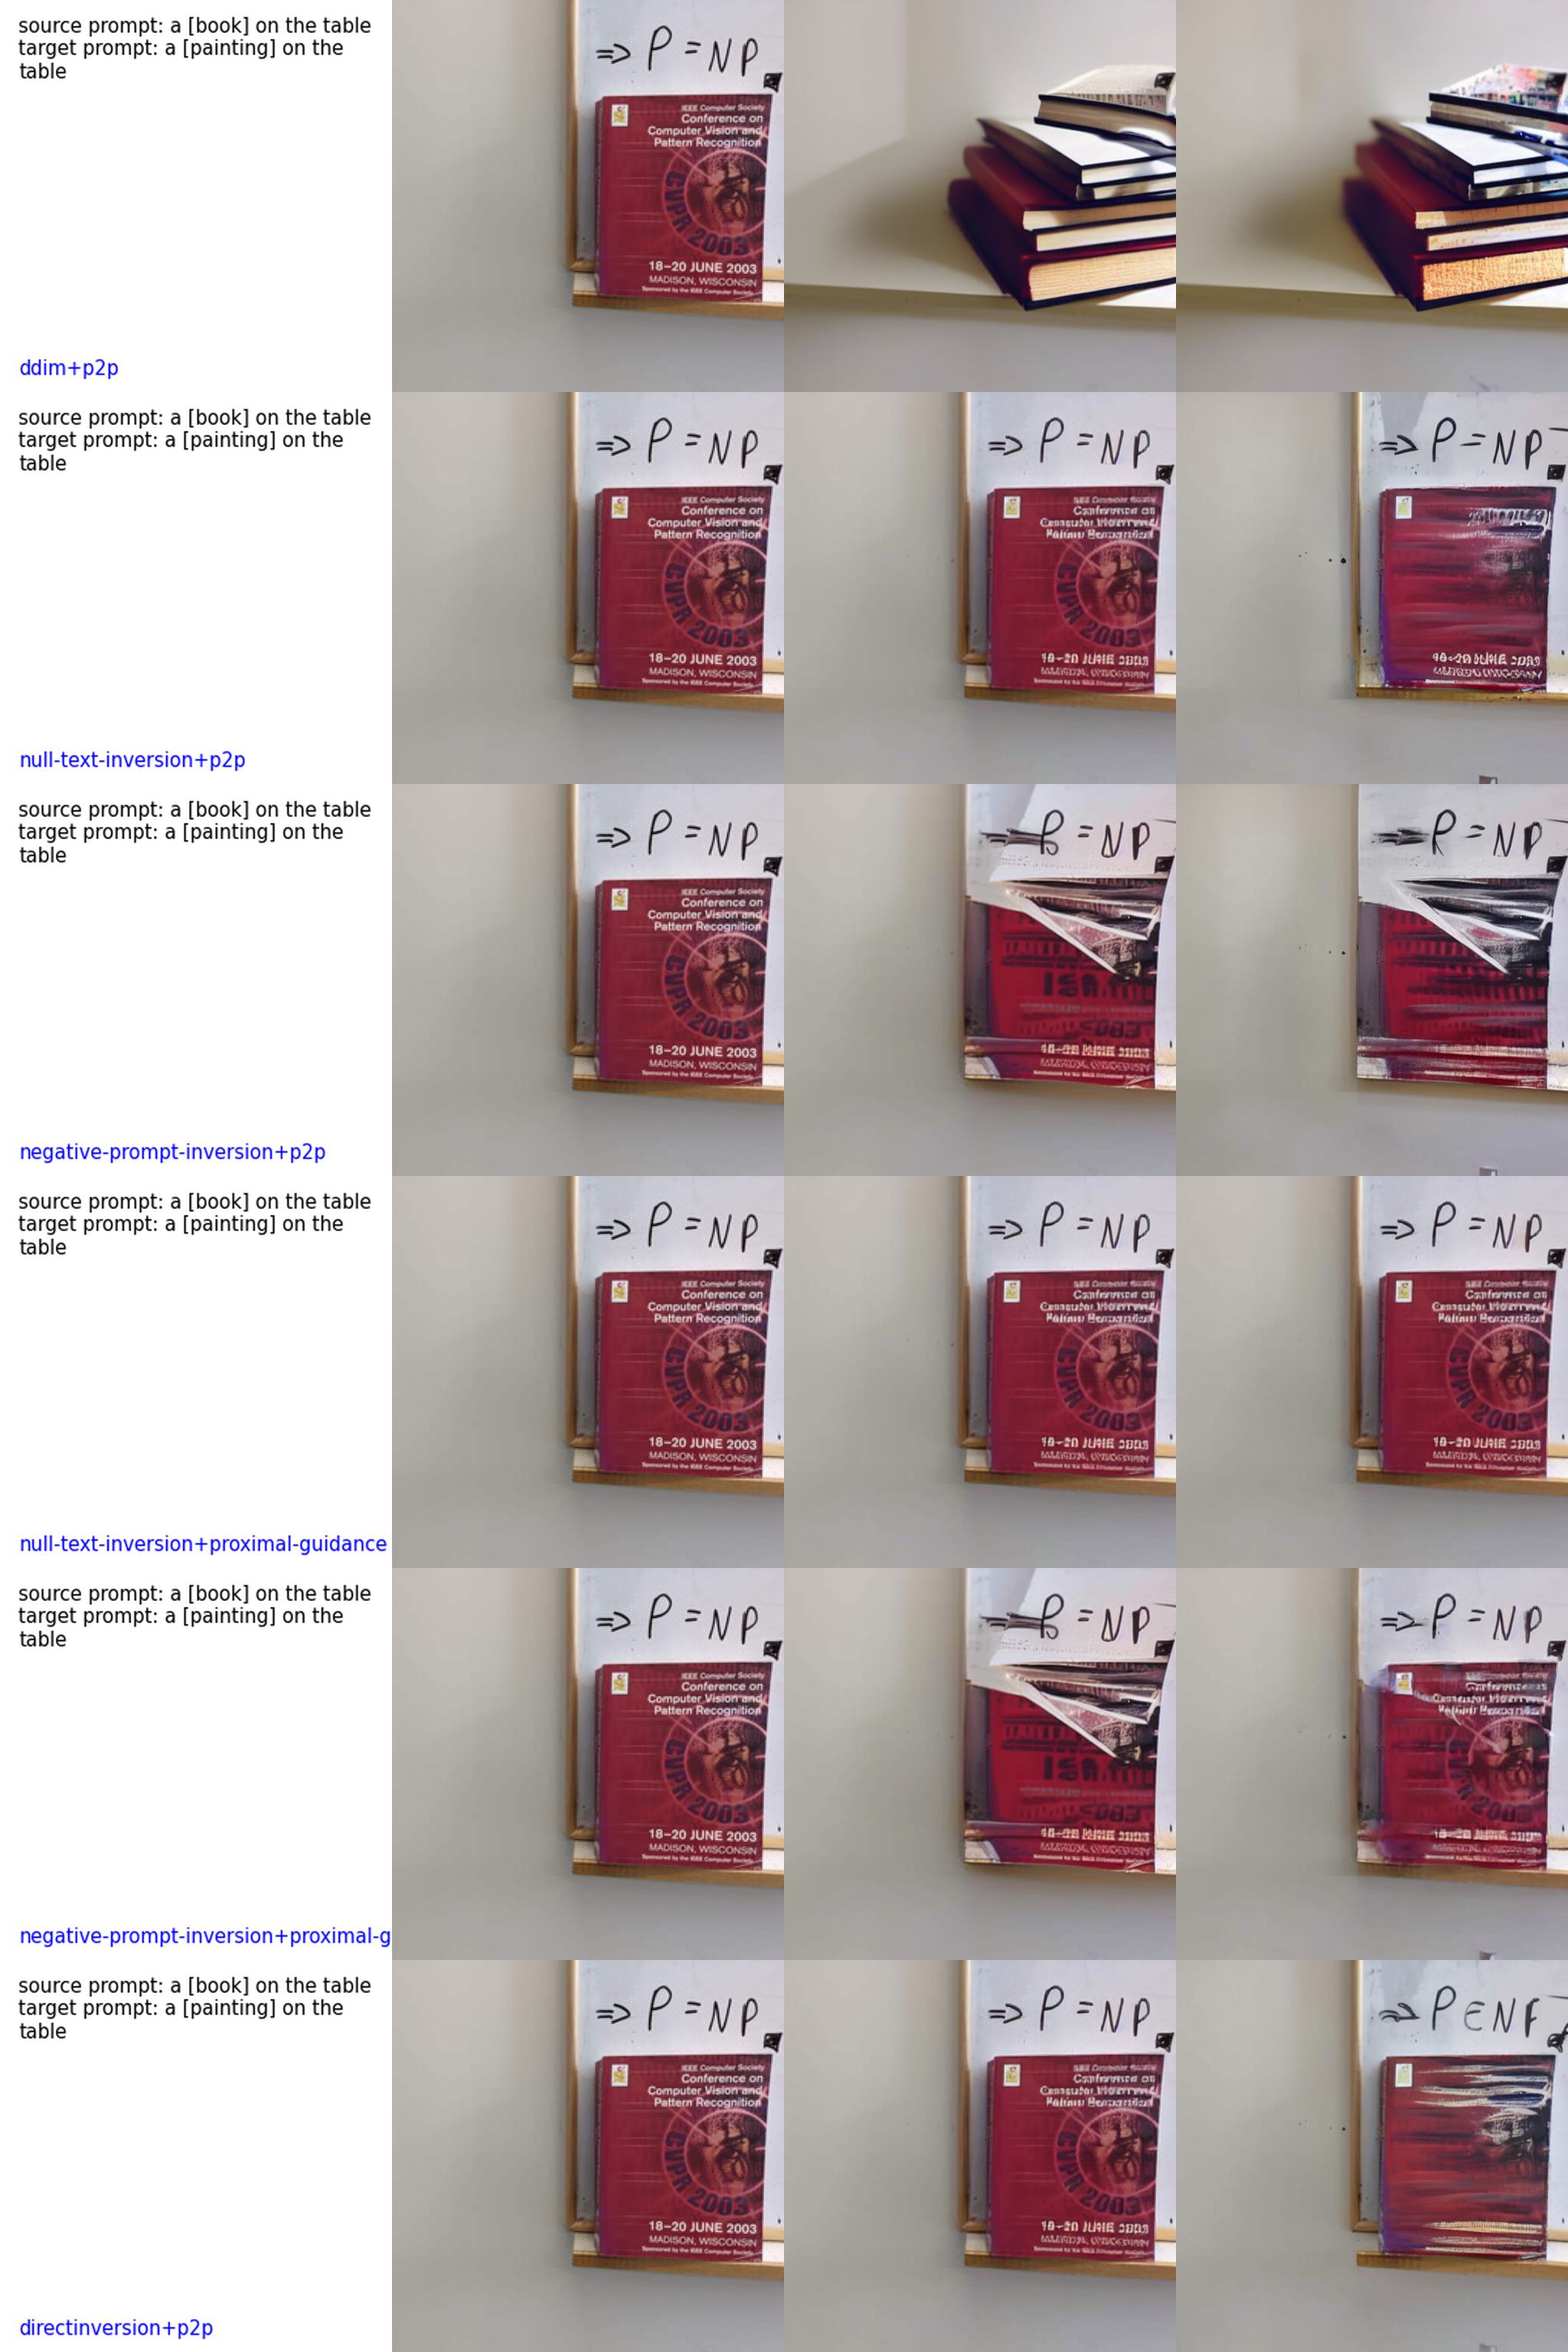 source prompt: a [book] on the table
target prompt: a [painting] on the
table
⇒ P = NP
IEEE Computer Society
Conference on
Computer Vision and
Pattern Recognition
CVPR 2003
18–20 JUNE 2003
MADISON, WISCONSIN
Sponsored by the IEEE Computer Society
ddim+p2p
source prompt: a [book] on the table
target prompt: a [painting] on the
table
⇒ P = NP
IEEE Computer Society
Conference on
Computer Vision and
Pattern Recognition
CVPR 2003
18–20 JUNE 2003
MADISON, WISCONSIN
Sponsored by the IEEE Computer Society
⇒ P = NP
CVPR 2003
⇒ P = NP
null-text-inversion+p2p
source prompt: a [book] on the table
target prompt: a [painting] on the
table
⇒ P = NP
IEEE Computer Society
Conference on
Computer Vision and
Pattern Recognition
CVPR 2003
18–20 JUNE 2003
MADISON, WISCONSIN
Sponsored by the IEEE Computer Society
= NP
R = NP
negative-prompt-inversion+p2p
source prompt: a [book] on the table
target prompt: a [painting] on the
table
⇒ P = NP
IEEE Computer Society
Conference on
Computer Vision and
Pattern Recognition
CVPR 2003
18–20 JUNE 2003
MADISON, WISCONSIN
Sponsored by the IEEE Computer Society
⇒ P = NP
CVPR 2003
⇒ P = NP
CVPR 2003
null-text-inversion+proximal-guidance
source prompt: a [book] on the table
target prompt: a [painting] on the
table
⇒ P = NP
IEEE Computer Society
Conference on
Computer Vision and
Pattern Recognition
CVPR 2003
18–20 JUNE 2003
MADISON, WISCONSIN
Sponsored by the IEEE Computer Society
= NP
⇒ P = NP
negative-prompt-inversion+proximal-g
source prompt: a [book] on the table
target prompt: a [painting] on the
table
⇒ P = NP
IEEE Computer Society
Conference on
Computer Vision and
Pattern Recognition
CVPR 2003
18–20 JUNE 2003
MADISON, WISCONSIN
Sponsored by the IEEE Computer Society
⇒ P = NP
CVPR 2003
P ∈ N F
directinversion+p2p